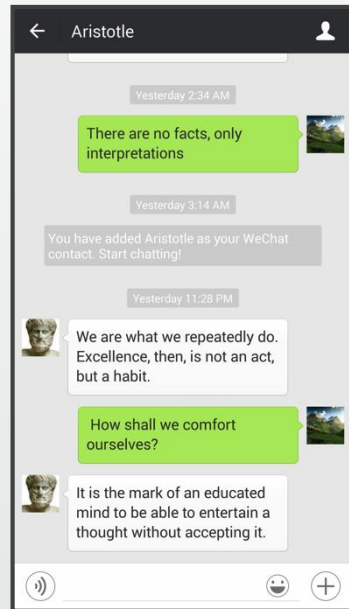 Aristotle
Yesterday 2:34 AM
There are no facts, only
interpretations
Yesterday 3:14 AM
You have added Aristotle as your WeChat
contact. Start chatting!
Yesterday 11:28 PM
We are what we repeatedly do.
Excellence, then, is not an act,
but a habit.
How shall we comfort
ourselves?
It is the mark of an educated
mind to be able to entertain a
thought without accepting it.